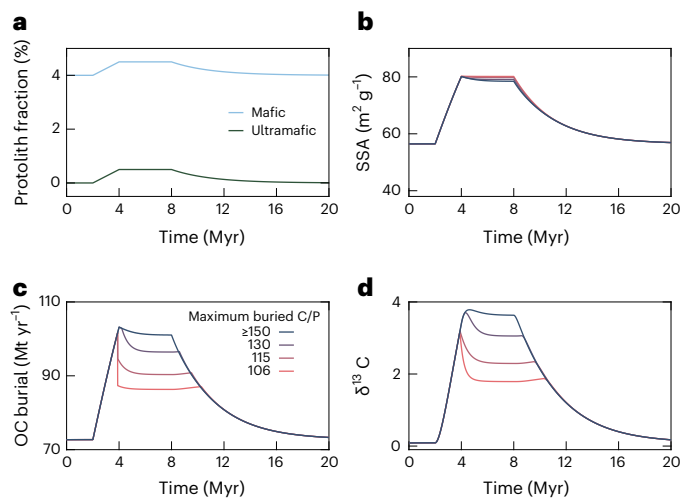 a
Protolith fraction (%)
4
2
0
Mafic
Ultramafic
0 4 8 12 16 20
Time (Myr)
b
SSA (m² g⁻¹)
80
60
40
0 4 8 12 16 20
Time (Myr)
c
OC burial (Mt yr⁻¹)
110
90
70
Maximum buried C/P
≥150
130
115
106
0 4 8 12 16 20
Time (Myr)
d
δ¹³ C
4
2
0
0 4 8 12 16 20
Time (Myr)